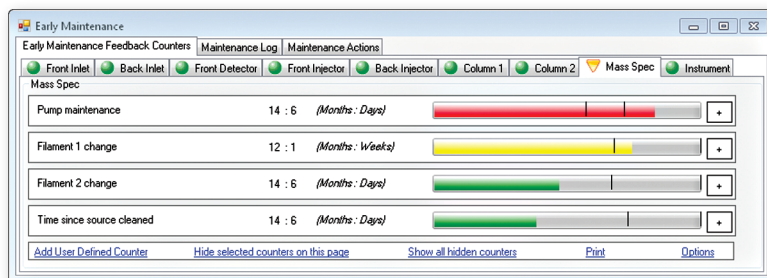 Early Maintenance
Early Maintenance Feedback Counters Maintenance Log Maintenance Actions
Front Inlet Back Inlet Front Detector Front Injector Back Injector Column 1 Column 2 Mass Spec Instrument
Mass Spec
Pump maintenance 14 : 6 (Months : Days) +
Filament 1 change 12 : 1 (Months : Weeks) +
Filament 2 change 14 : 6 (Months : Days) +
Time since source cleaned 14 : 6 (Months : Days) +
Add User Defined Counter Hide selected counters on this page Show all hidden counters Print Options